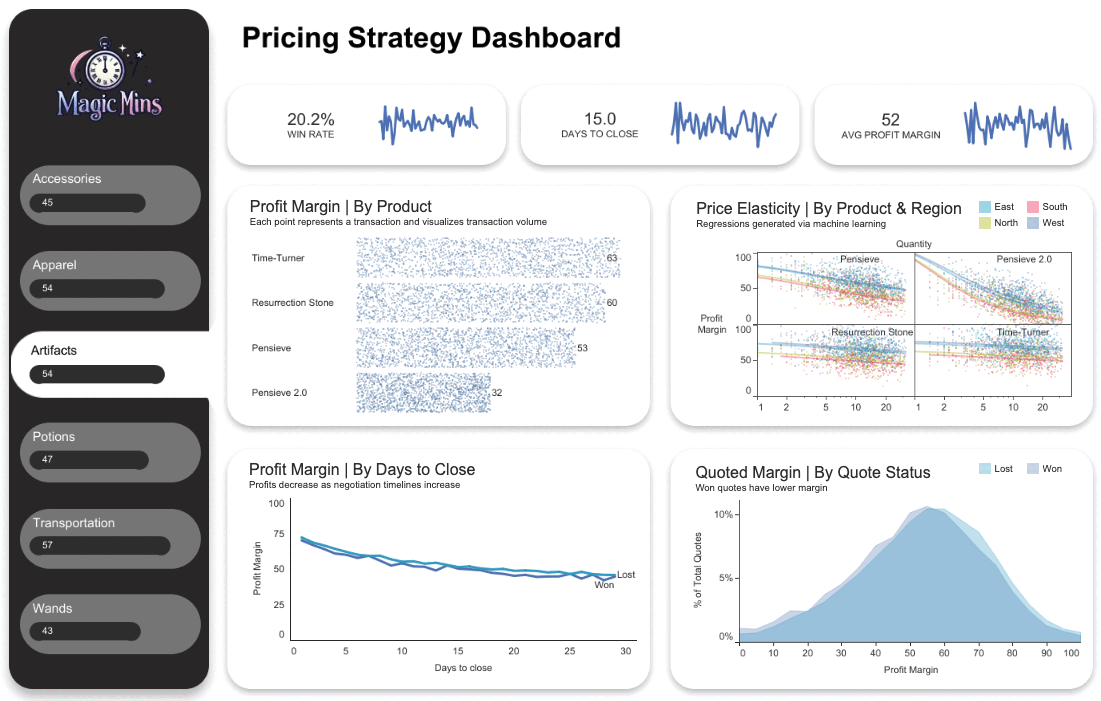 Magic Mins
Accessories
45
Apparel
54
Artifacts
54
Potions
47
Transportation
57
Wands
43
Pricing Strategy Dashboard
20.2%
WIN RATE
15.0
DAYS TO CLOSE
52
AVG PROFIT MARGIN
Profit Margin | By Product
Each point represents a transaction and visualizes transaction volume
Time-Turner
63
Resurrection Stone
60
Pensieve
53
Pensieve 2.0
32
Price Elasticity | By Product & Region
Regressions generated via machine learning
East
South
North
West
Quantity
Profit
Margin
100
50
0
100
50
0
Pensieve
Pensieve 2.0
Resurrection Stone
Time-Turner
1 2 5 10 20
1 2 5 10 20
Profit Margin | By Days to Close
Profits decrease as negotiation timelines increase
100
75
50
25
0
Profit Margin
Lost
Won
0 5 10 15 20 25 30
Days to close
Quoted Margin | By Quote Status
Won quotes have lower margin
Lost
Won
10%
5%
0%
% of Total Quotes
0 10 20 30 40 50 60 70 80 90 100
Profit Margin